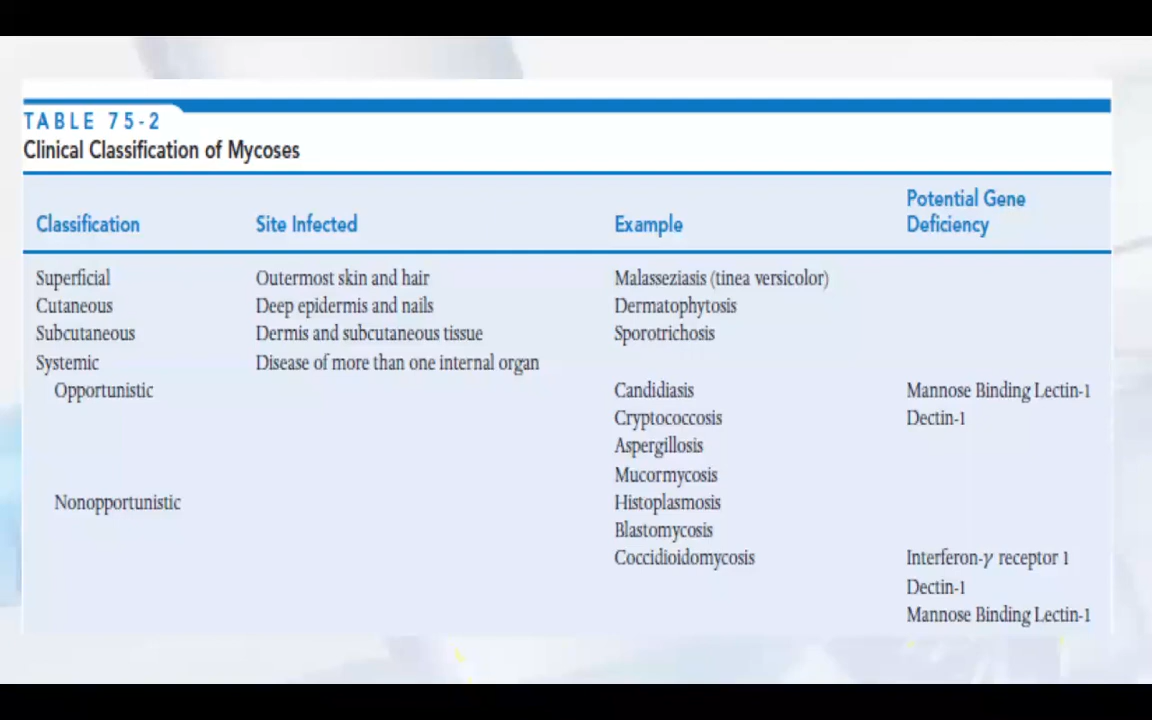 TABLE 75-2
Clinical Classification of Mycoses
Classification Site Infected Example Potential Gene Deficiency
Superficial Outermost skin and hair Malasseziasis (tinea versicolor)
Cutaneous Deep epidermis and nails Dermatophytosis
Subcutaneous Dermis and subcutaneous tissue Sporotrichosis
Systemic Disease of more than one internal organ
Opportunistic Candidiasis Mannose Binding Lectin-1
Cryptococcosis Dectin-1
Aspergillosis
Mucormycosis
Nonopportunistic Histoplasmosis
Blastomycosis
Coccidioidomycosis Interferon-γ receptor 1
Dectin-1
Mannose Binding Lectin-1